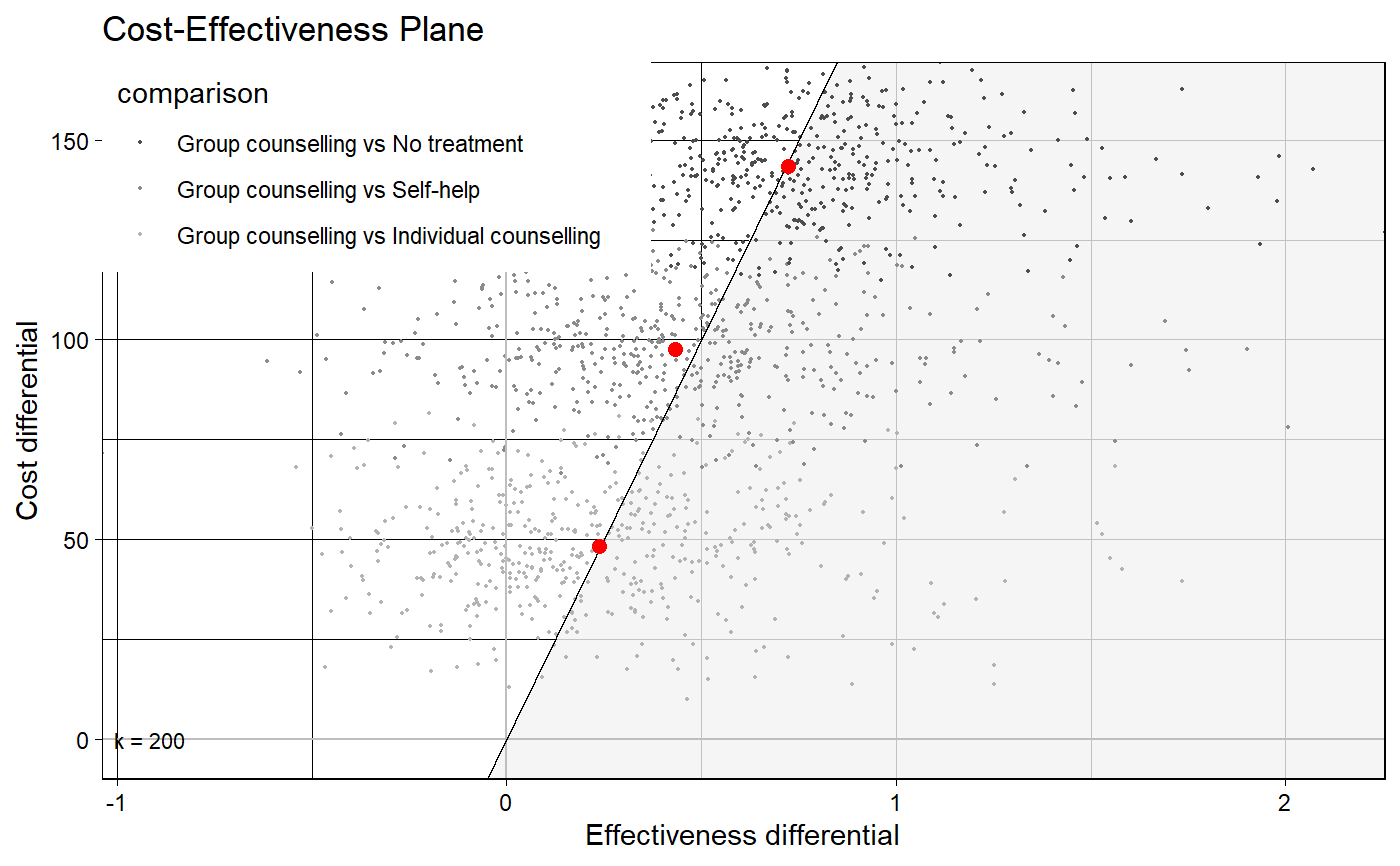 Cost-Effectiveness Plane
comparison
Group counselling vs No treatment
Group counselling vs Self-help
Group counselling vs Individual counselling
150
100
50
0
Cost differential
k = 200
-1
0
1
2
Effectiveness differential